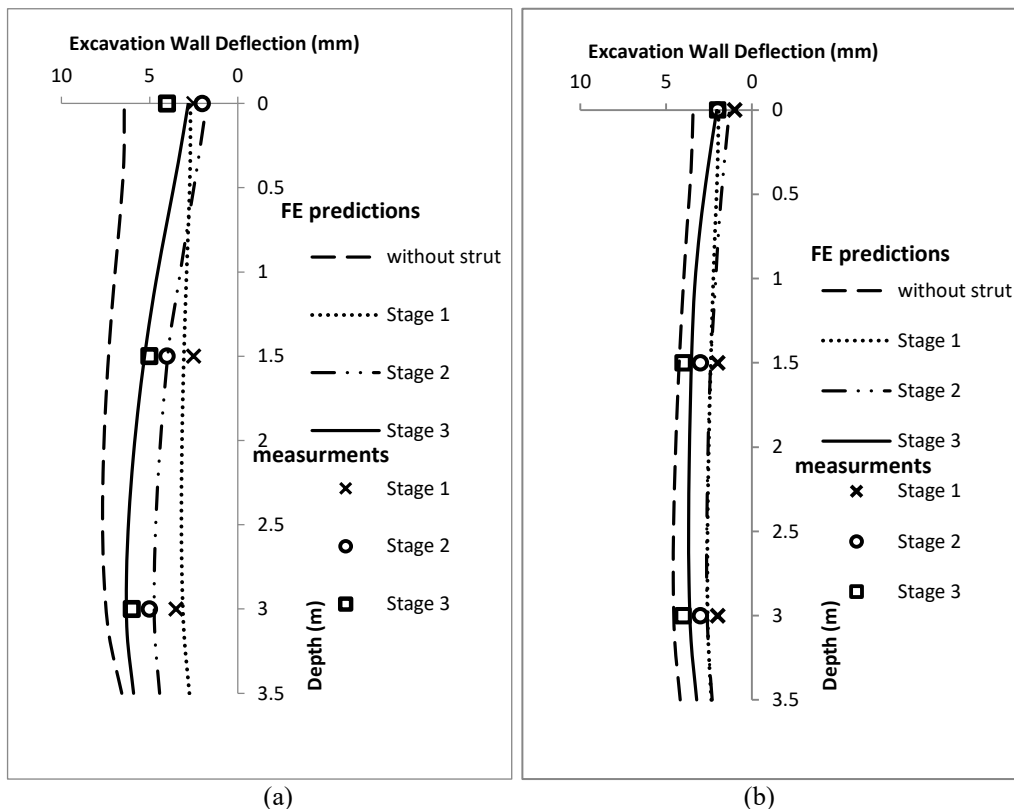 Excavation Wall Deflection (mm)
10 5 0
0
0.5
1
1.5
2
2.5
3
3.5
Depth (m)
FE predictions
without strut
Stage 1
Stage 2
Stage 3
measurments
Stage 1
Stage 2
Stage 3
(a)
Excavation Wall Deflection (mm)
10 5 0
0
0.5
1
1.5
2
2.5
3
3.5
Depth (m)
FE predictions
without strut
Stage 1
Stage 2
Stage 3
measurments
Stage 1
Stage 2
Stage 3
(b)